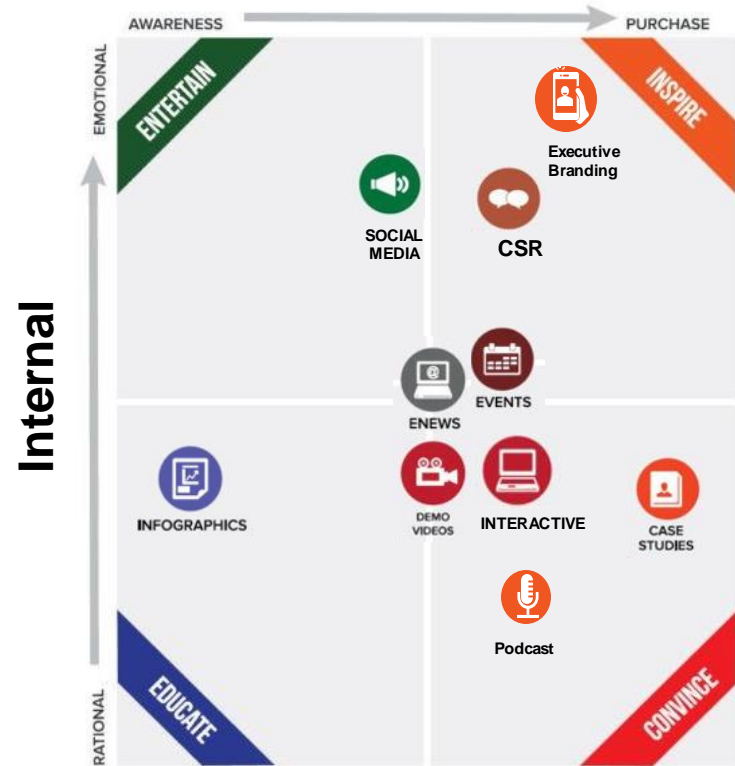 AWARENESS
PURCHASE
EMOTIONAL
ENTERTAIN
INSPIRE
Executive
Branding
SOCIAL
MEDIA
CSR
Internal
@
EVENTS
ENEWS
INFOGRAPHICS
DEMO
VIDEOS
INTERACTIVE
CASE
STUDIES
Podcast
RATIONAL
EDUCATE
CONVINCE